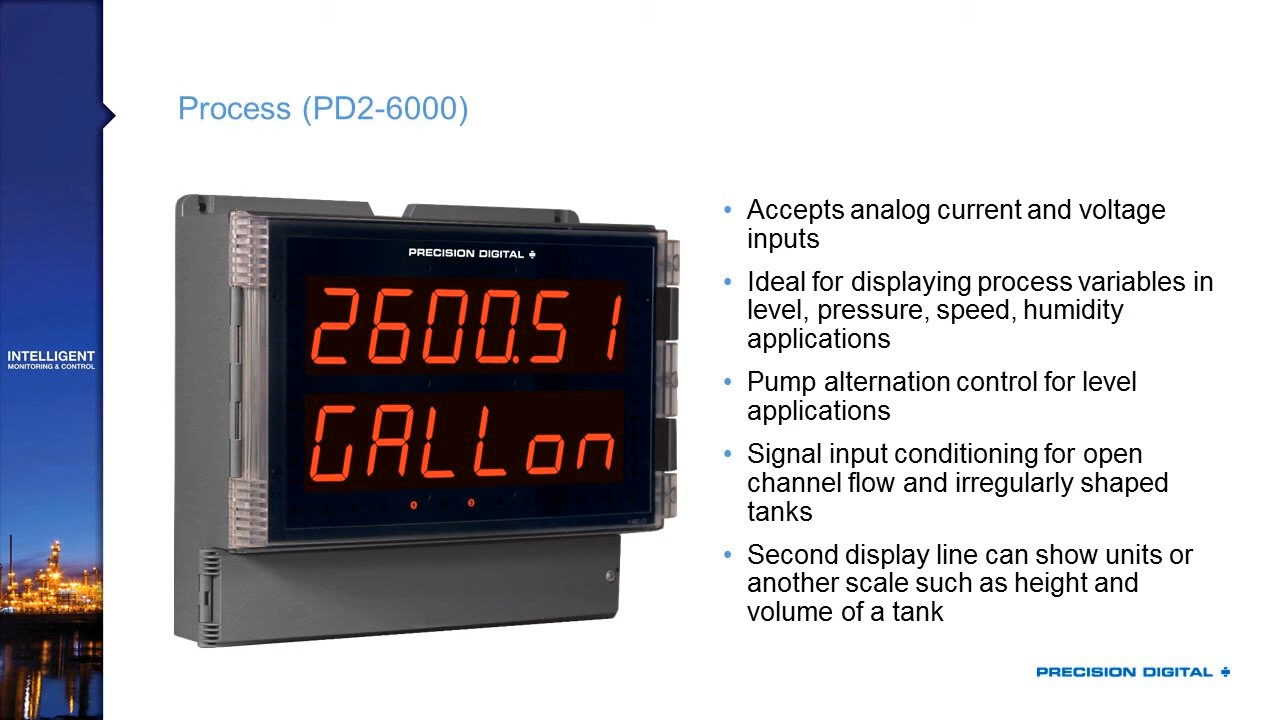 Process (PD2-6000)
INTELLIGENT
MONITORING & CONTROL
PRECISION DIGITAL
2600.51
GALLon
• Accepts analog current and voltage
inputs
• Ideal for displaying process variables in
level, pressure, speed, humidity
applications
• Pump alternation control for level
applications
• Signal input conditioning for open
channel flow and irregularly shaped
tanks
• Second display line can show units or
another scale such as height and
volume of a tank
PRECISION DIGITAL